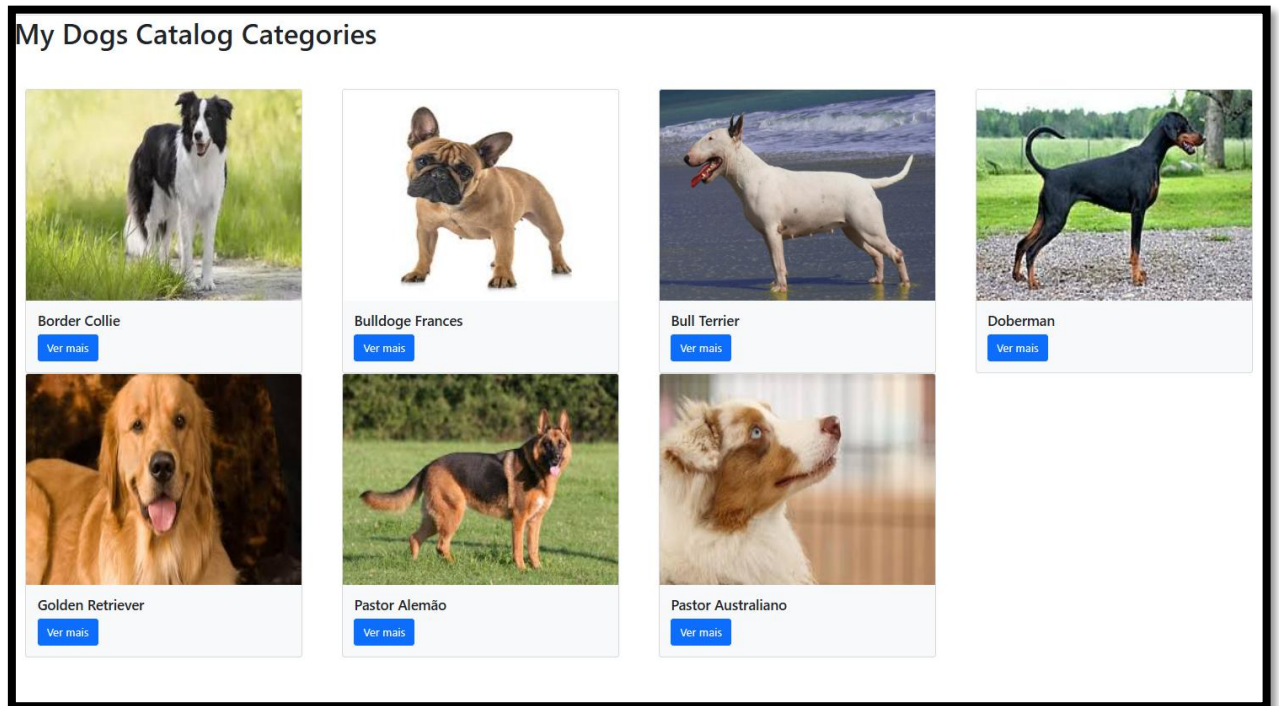 My Dogs Catalog Categories
Border Collie
Ver mais
Bulldoge Frances
Ver mais
Bull Terrier
Ver mais
Doberman
Ver mais
Golden Retriever
Ver mais
Pastor Alemão
Ver mais
Pastor Australiano
Ver mais